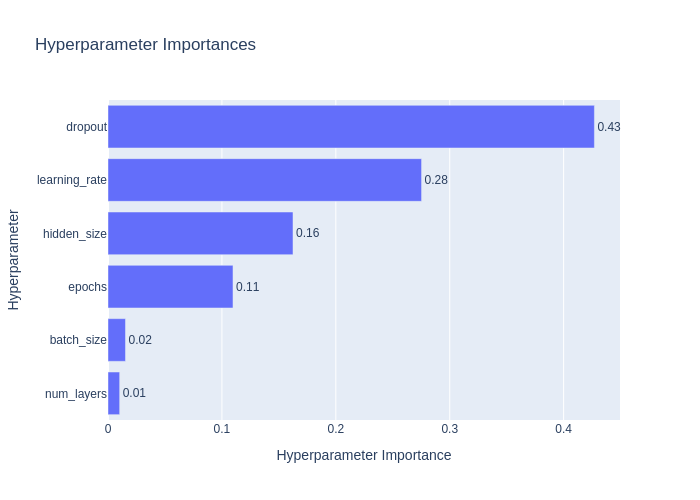 Hyperparameter Importances
Hyperparameter
dropout 0.43
learning_rate 0.28
hidden_size 0.16
epochs 0.11
batch_size 0.02
num_layers 0.01
0 0.1 0.2 0.3 0.4
Hyperparameter Importance